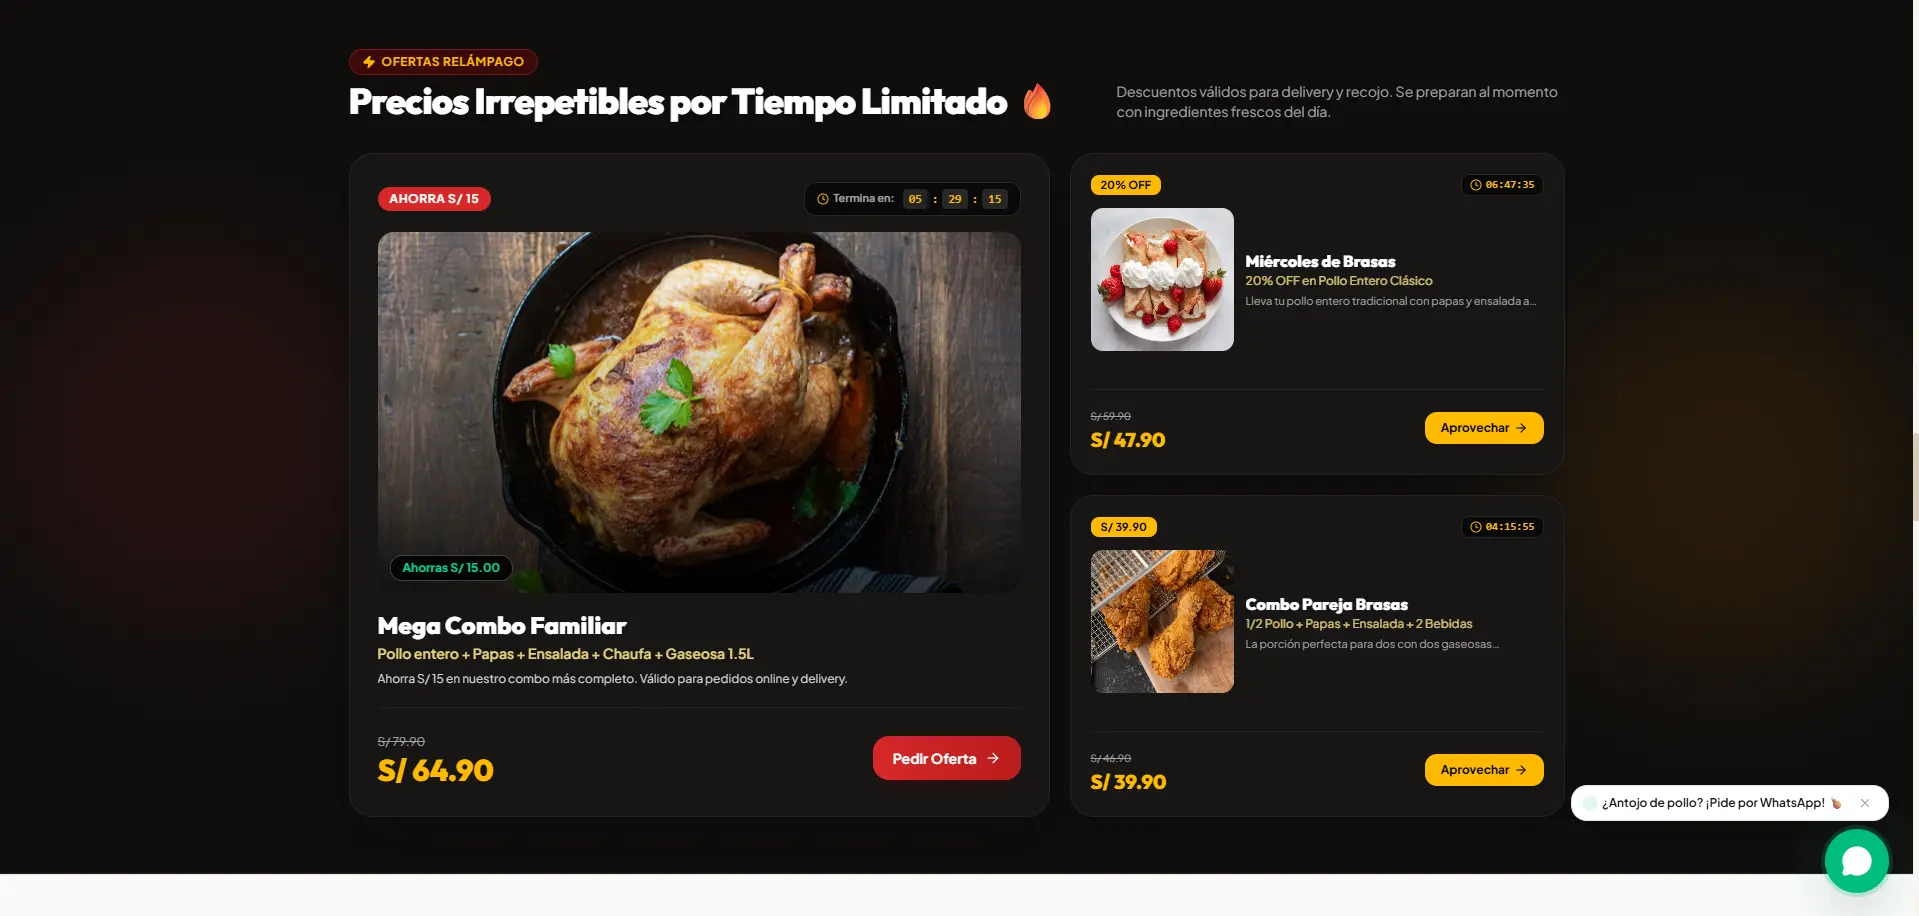 OFERTAS RELÁMPAGO
Precios Irrepetibles por Tiempo Limitado 🔥
Descuentos válidos para delivery y recojo. Se preparan al momento
con ingredientes frescos del día.
AHORRA S/ 15
Termina en: 05 : 29 : 15
Ahorras S/ 15.00
Mega Combo Familiar
Pollo entero + Papas + Ensalada + Chaufa + Gaseosa 1.5L
Ahorra S/ 15 en nuestro combo más completo. Válido para pedidos online y delivery.
S/ 79.90
S/ 64.90
Pedir Oferta →
20% OFF
06:47:35
Miércoles de Brasas
20% OFF en Pollo Entero Clásico
Lleva tu pollo entero tradicional con papas y ensalada a...
S/ 59.90
S/ 47.90
Aprovechar →
S/ 39.90
04:15:55
Combo Pareja Brasas
1/2 Pollo + Papas + Ensalada + 2 Bebidas
La porción perfecta para dos con dos gaseosas...
S/ 46.90
S/ 39.90
Aprovechar →
¿Antojo de pollo? ¡Pide por WhatsApp! 🍗